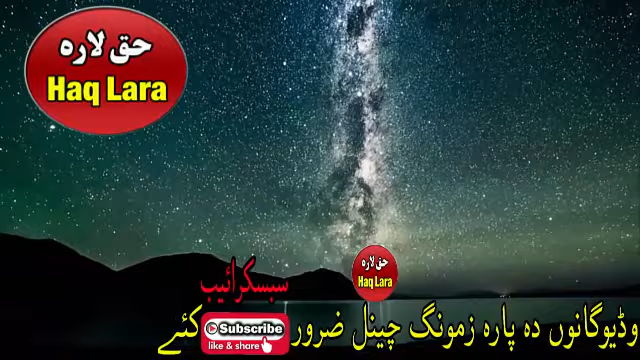 حق لاره
Haq Lara
حق لاره
Haq Lara
سبسکرائیب
وڈیوگانوں دہ پارہ زمونگ چینل ضرور کئے
Subscribe
like & share